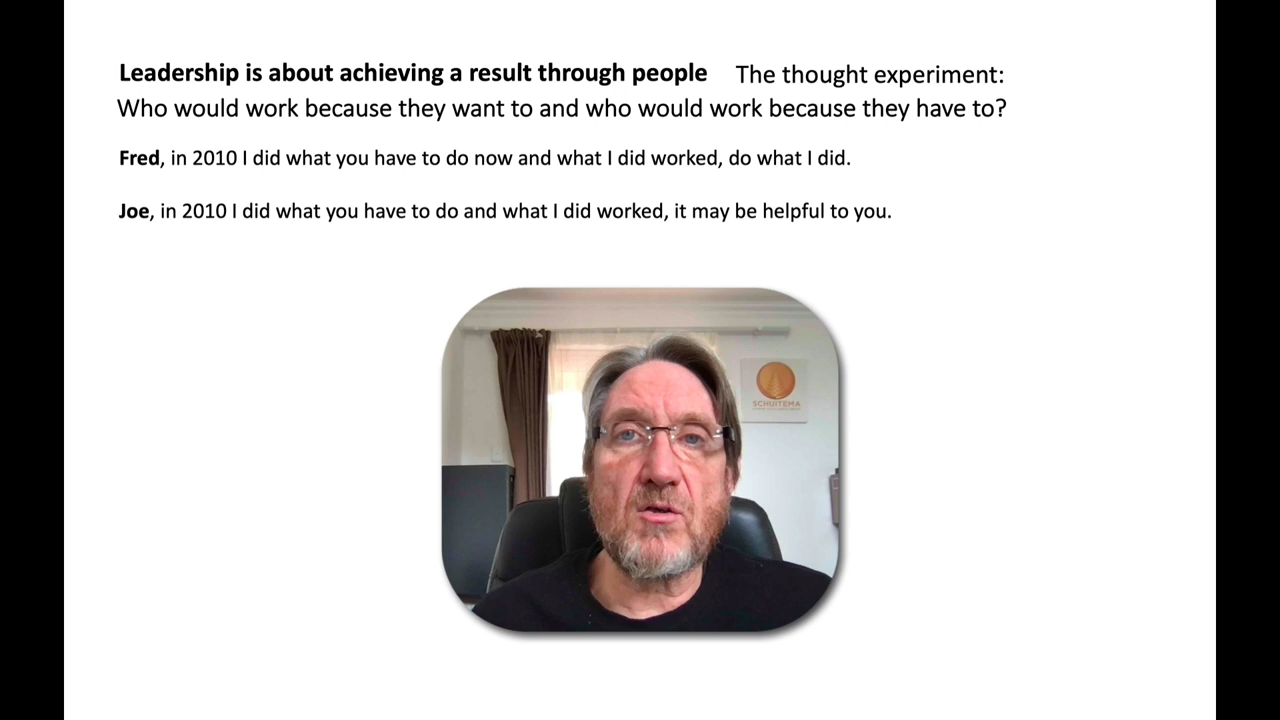 Leadership is about achieving a result through people The thought experiment:
Who would work because they want to and who would work because they have to?
Fred, in 2010 I did what you have to do now and what I did worked, do what I did.
Joe, in 2010 I did what you have to do and what I did worked, it may be helpful to you.
SCHUITEMA